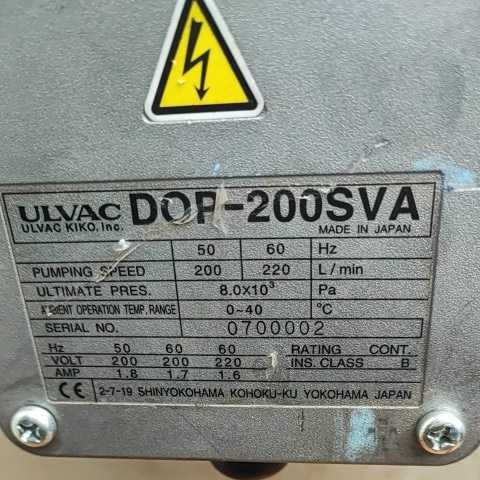 ULVAC DOP-200SVA
ULVAC KIKO. Inc. MADE IN JAPAN
50 60 Hz
PUMPING SPEED 200 220 L/min
ULTIMATE PRES. 8.0×10³ Pa
AMBIENT OPERATION TEMP. RANGE 0~40 °C
SERIAL NO. 0700002
Hz 50 60 60 RATING CONT.
VOLT 200 200 220 INS. CLASS B
AMP 1.8 1.7 1.6
CE 2-7-19 SHINYOKOHAMA KOHOKU-KU YOKOHAMA JAPAN